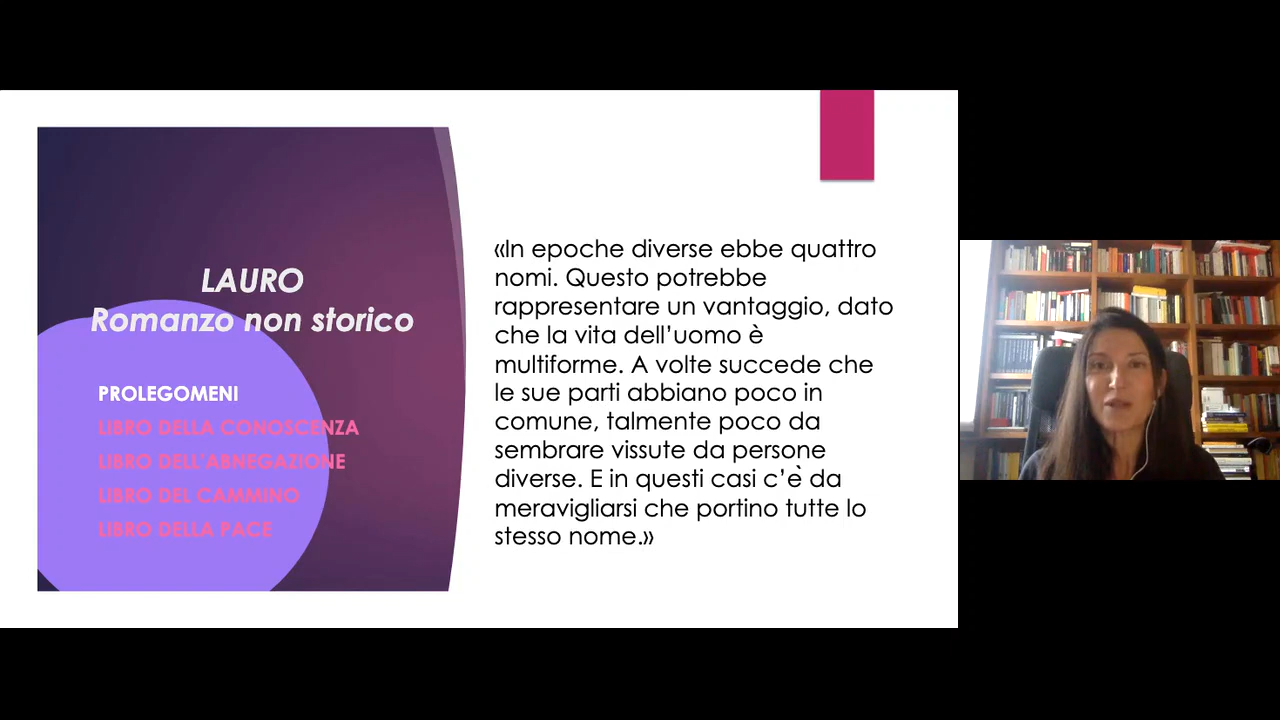 LAURO
Romanzo non storico
PROLEGOMENI
LIBRO DELLA CONOSCENZA
LIBRO DELL'ABNEGAZIONE
LIBRO DEL CAMMINO
LIBRO DELLA PACE
«In epoche diverse ebbe quattro
nomi. Questo potrebbe
rappresentare un vantaggio, dato
che la vita dell'uomo è
multiforme. A volte succede che
le sue parti abbiano poco in
comune, talmente poco da
sembrare vissute da persone
diverse. E in questi casi c'è da
meravigliarsi che portino tutte lo
stesso nome.»